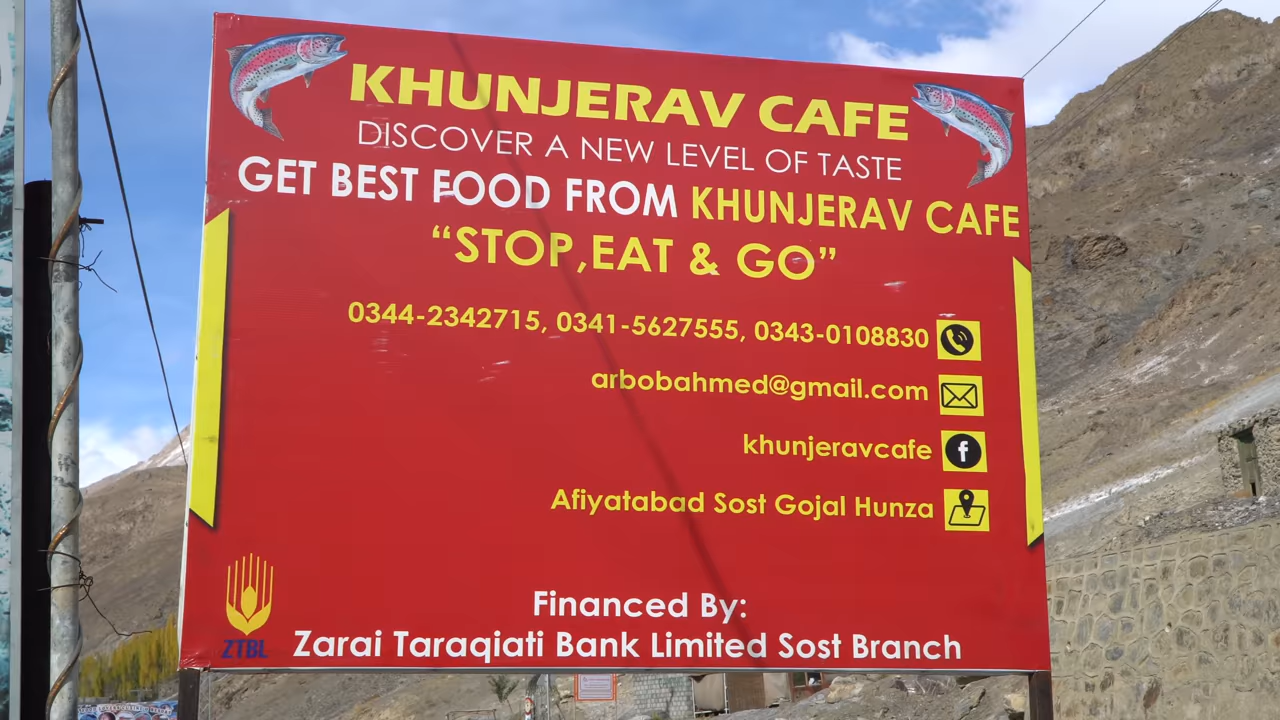 KHUNJERAV CAFE
DISCOVER A NEW LEVEL OF TASTE
GET BEST FOOD FROM KHUNJERAV CAFE
“STOP,EAT & GO”
0344-2342715, 0341-5627555, 0343-0108830
arbobahmed@gmail.com
khunjeravcafe
f
Afiyatabad Sost Gojal Hunza
Financed By:
ZTBL
Zarai Taraqiati Bank Limited Sost Branch